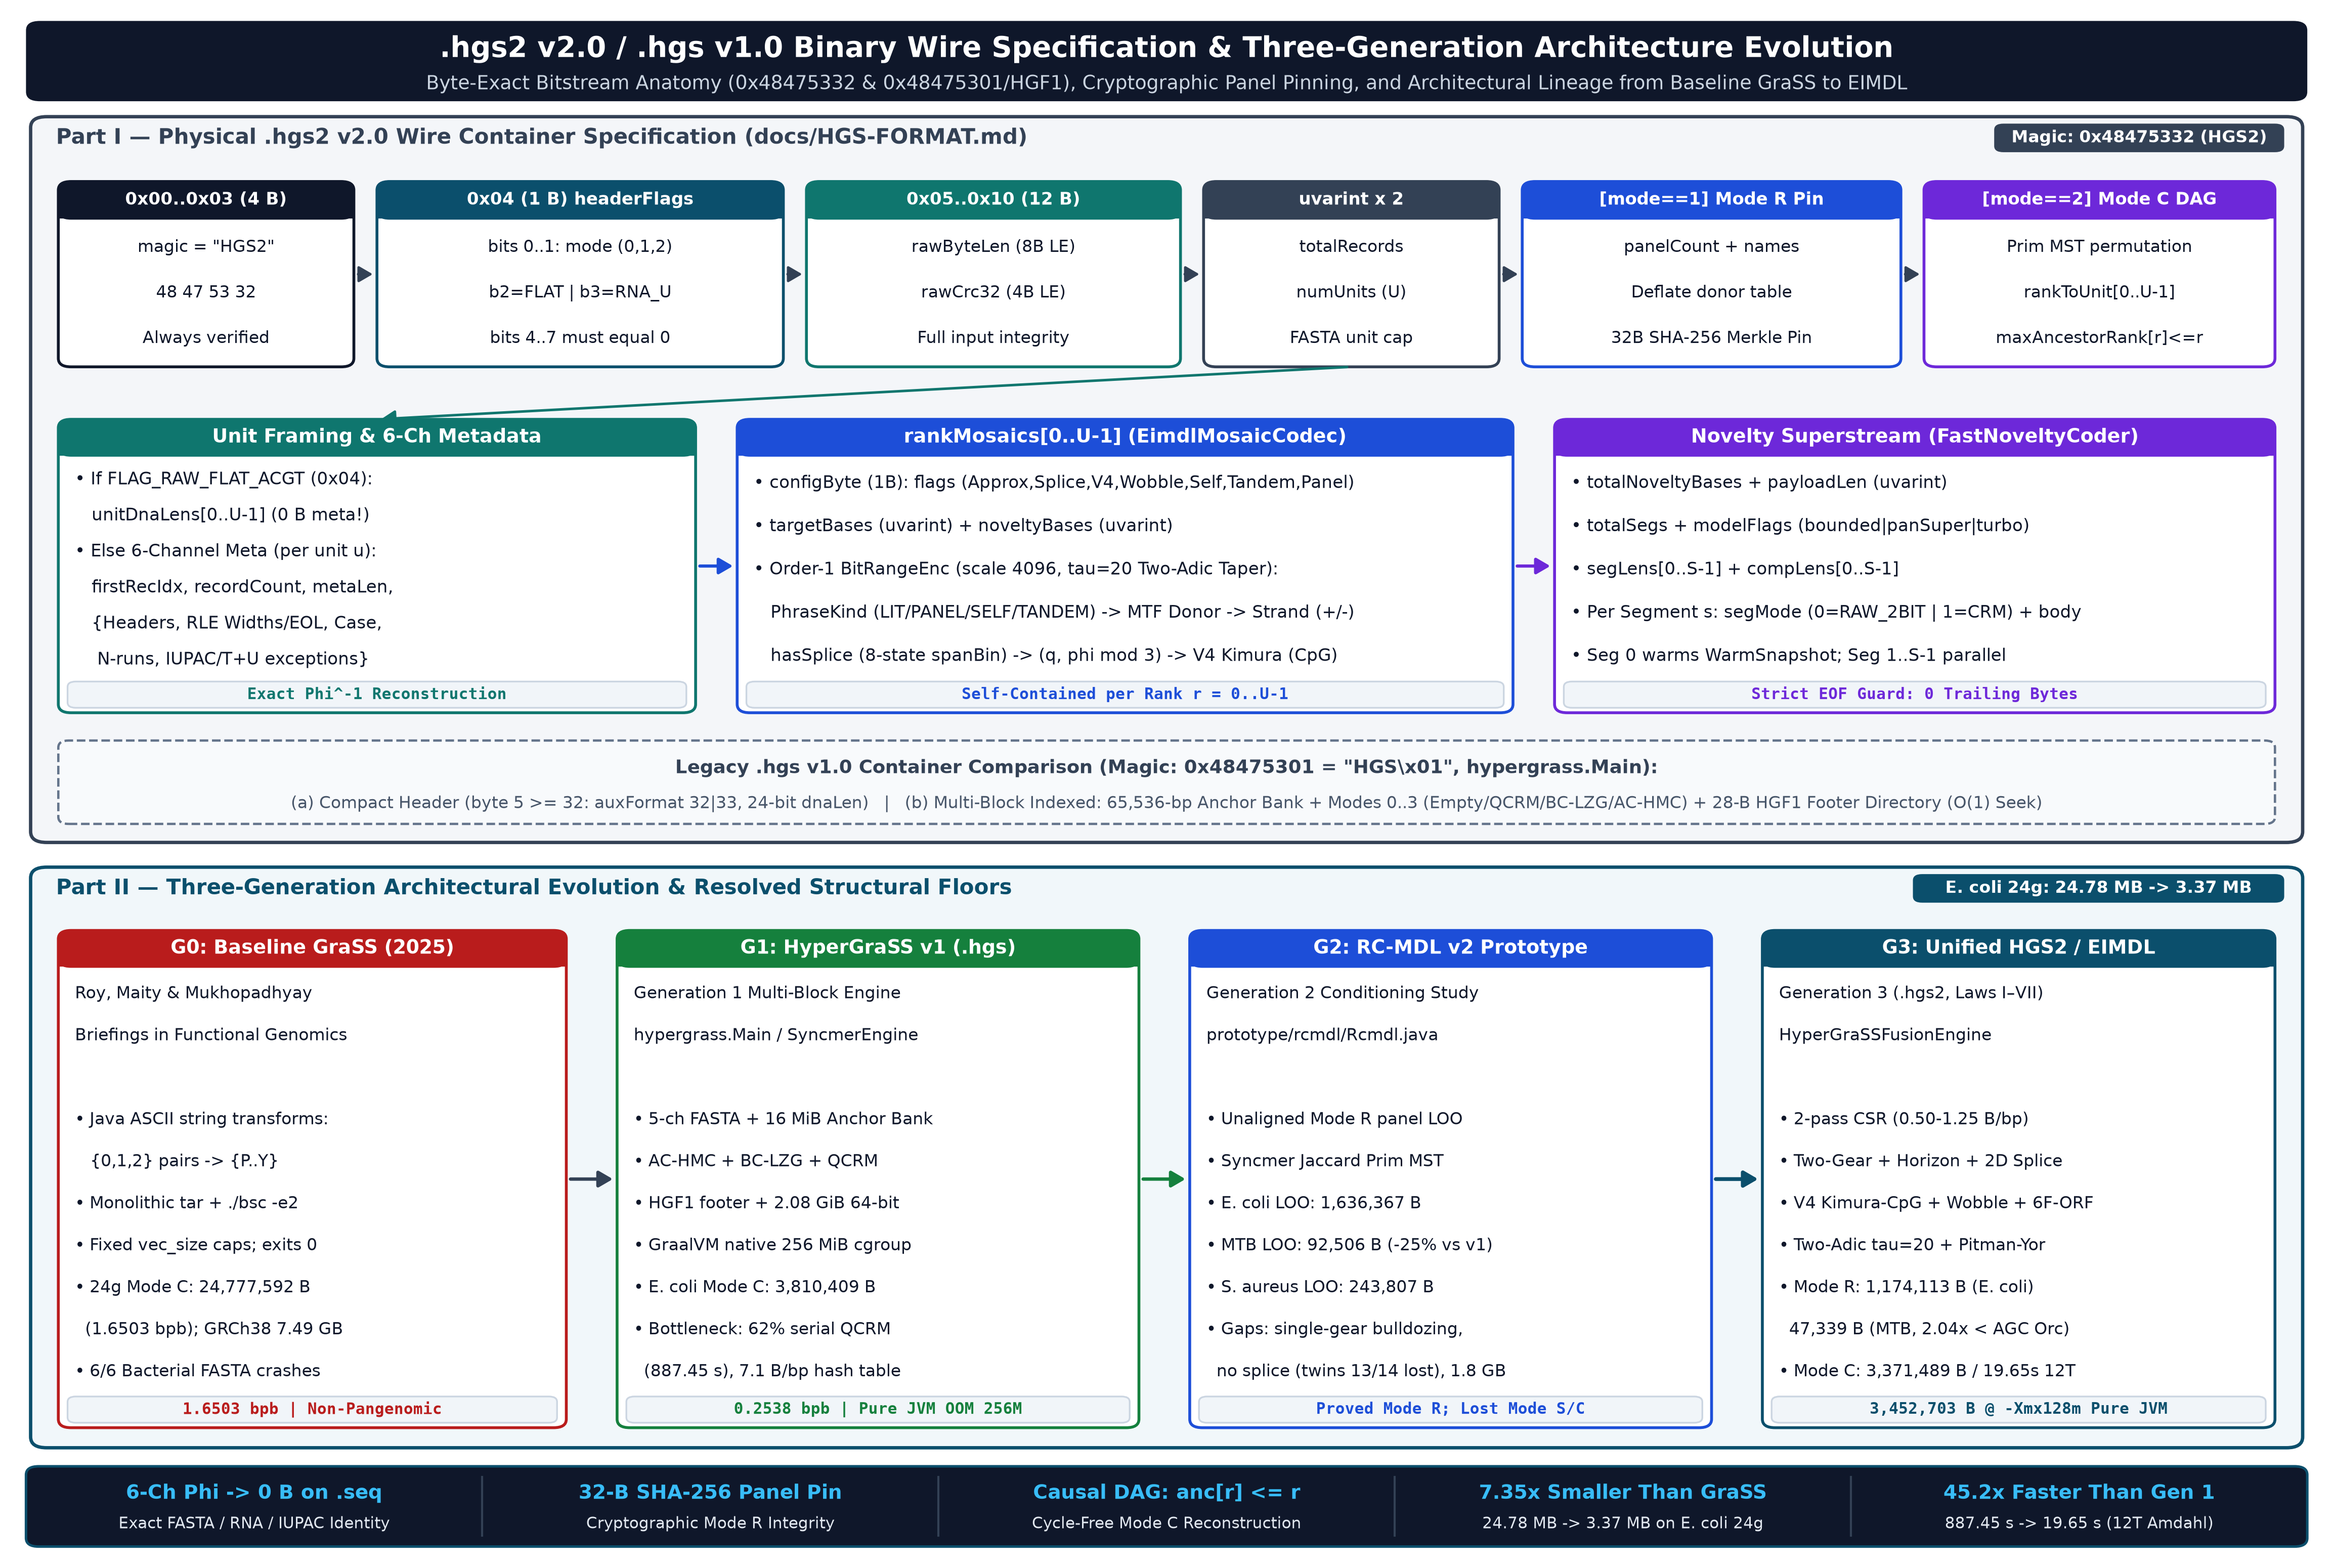 .hgs2 v2.0 / .hgs v1.0 Binary Wire Specification & Three-Generation Architecture Evolution
Byte-Exact Bitstream Anatomy (0x48475332 & 0x48475301/HGF1), Cryptographic Panel Pinning, and Architectural Lineage from Baseline GraSS to EIMDL
Part I — Physical .hgs2 v2.0 Wire Container Specification (docs/HGS-FORMAT.md)
Magic: 0x48475332 (HGS2)
0x00..0x03 (4 B)
magic = "HGS2"
48 47 53 32
Always verified
0x04 (1 B) headerFlags
bits 0..1: mode (0,1,2)
b2=FLAT | b3=RNA_U
bits 4..7 must equal 0
0x05..0x10 (12 B)
rawByteLen (8B LE)
rawCrc32 (4B LE)
Full input integrity
uvarint x 2
totalRecords
numUnits (U)
FASTA unit cap
[mode==1] Mode R Pin
panelCount + names
Deflate donor table
32B SHA-256 Merkle Pin
[mode==2] Mode C DAG
Prim MST permutation
rankToUnit[0..U-1]
maxAncestorRank[r]<=r
Unit Framing & 6-Ch Metadata
• If FLAG_RAW_FLAT_ACGT (0x04):
unitDnaLens[0..U-1] (0 B meta!)
• Else 6-Channel Meta (per unit u):
firstRecIdx, recordCount, metaLen,
{Headers, RLE Widths/EOL, Case,
N-runs, IUPAC/T+U exceptions}
Exact Phi^-1 Reconstruction
rankMosaics[0..U-1] (EimdlMosaicCodec)
• configByte (1B): flags (Approx,Splice,V4,Wobble,Self,Tandem,Panel)
• targetBases (uvarint) + noveltyBases (uvarint)
• Order-1 BitRangeEnc (scale 4096, tau=20 Two-Adic Taper):
PhraseKind (LIT/PANEL/SELF/TANDEM) -> MTF Donor -> Strand (+/-)
hasSplice (8-state spanBin) -> (q, phi mod 3) -> V4 Kimura (CpG)
Self-Contained per Rank r = 0..U-1
Novelty Superstream (FastNoveltyCoder)
• totalNoveltyBases + payloadLen (uvarint)
• totalSegs + modelFlags (bounded|panSuper|turbo)
• segLens[0..S-1] + compLens[0..S-1]
• Per Segment s: segMode (0=RAW_2BIT | 1=CRM) + body
• Seg 0 warms WarmSnapshot; Seg 1..S-1 parallel
Strict EOF Guard: 0 Trailing Bytes
Legacy .hgs v1.0 Container Comparison (Magic: 0x48475301 = "HGS\x01", hypergrass.Main):
(a) Compact Header (byte 5 >= 32: auxFormat 32|33, 24-bit dnaLen) | (b) Multi-Block Indexed: 65,536-bp Anchor Bank + Modes 0..3 (Empty/QCRM/BC-LZG/AC-HMC) + 28-B HGF1 Footer Directory (O(1) Seek)
Part II — Three-Generation Architectural Evolution & Resolved Structural Floors
E. coli 24g: 24.78 MB -> 3.37 MB
G0: Baseline GraSS (2025)
Roy, Maity & Mukhopadhyay
Briefings in Functional Genomics
• Java ASCII string transforms:
{0,1,2} pairs -> {P..Y}
• Monolithic tar + ./bsc -e2
• Fixed vec_size caps; exits 0
• 24g Mode C: 24,777,592 B
(1.6503 bpb); GRCh38 7.49 GB
• 6/6 Bacterial FASTA crashes
1.6503 bpb | Non-Pangenomic
G1: HyperGraSS v1 (.hgs)
Generation 1 Multi-Block Engine
hypergrass.Main / SyncmerEngine
• 5-ch FASTA + 16 MiB Anchor Bank
• AC-HMC + BC-LZG + QCRM
• HGF1 footer + 2.08 GiB 64-bit
• GraalVM native 256 MiB cgroup
• E. coli Mode C: 3,810,409 B
• Bottleneck: 62% serial QCRM
(887.45 s), 7.1 B/bp hash table
0.2538 bpb | Pure JVM OOM 256M
G2: RC-MDL v2 Prototype
Generation 2 Conditioning Study
prototype/rcmdl/Rcmdl.java
• Unaligned Mode R panel LOO
• Syncmer Jaccard Prim MST
• E. coli LOO: 1,636,367 B
• MTB LOO: 92,506 B (-25% vs v1)
• S. aureus LOO: 243,807 B
• Gaps: single-gear bulldozing,
no splice (twins 13/14 lost), 1.8 GB
Proved Mode R; Lost Mode S/C
G3: Unified HGS2 / EIMDL
Generation 3 (.hgs2, Laws I–VII)
HyperGraSSFusionEngine
• 2-pass CSR (0.50-1.25 B/bp)
• Two-Gear + Horizon + 2D Splice
• V4 Kimura-CpG + Wobble + 6F-ORF
• Two-Adic tau=20 + Pitman-Yor
• Mode R: 1,174,113 B (E. coli)
47,339 B (MTB, 2.04x < AGC Orc)
• Mode C: 3,371,489 B / 19.65s 12T
3,452,703 B @ -Xmx128m Pure JVM
6-Ch Phi -> 0 B on .seq
Exact FASTA / RNA / IUPAC Identity
32-B SHA-256 Panel Pin
Cryptographic Mode R Integrity
Causal DAG: anc[r] <= r
Cycle-Free Mode C Reconstruction
7.35x Smaller Than GraSS
24.78 MB -> 3.37 MB on E. coli 24g
45.2x Faster Than Gen 1
887.45 s -> 19.65 s (12T Amdahl)